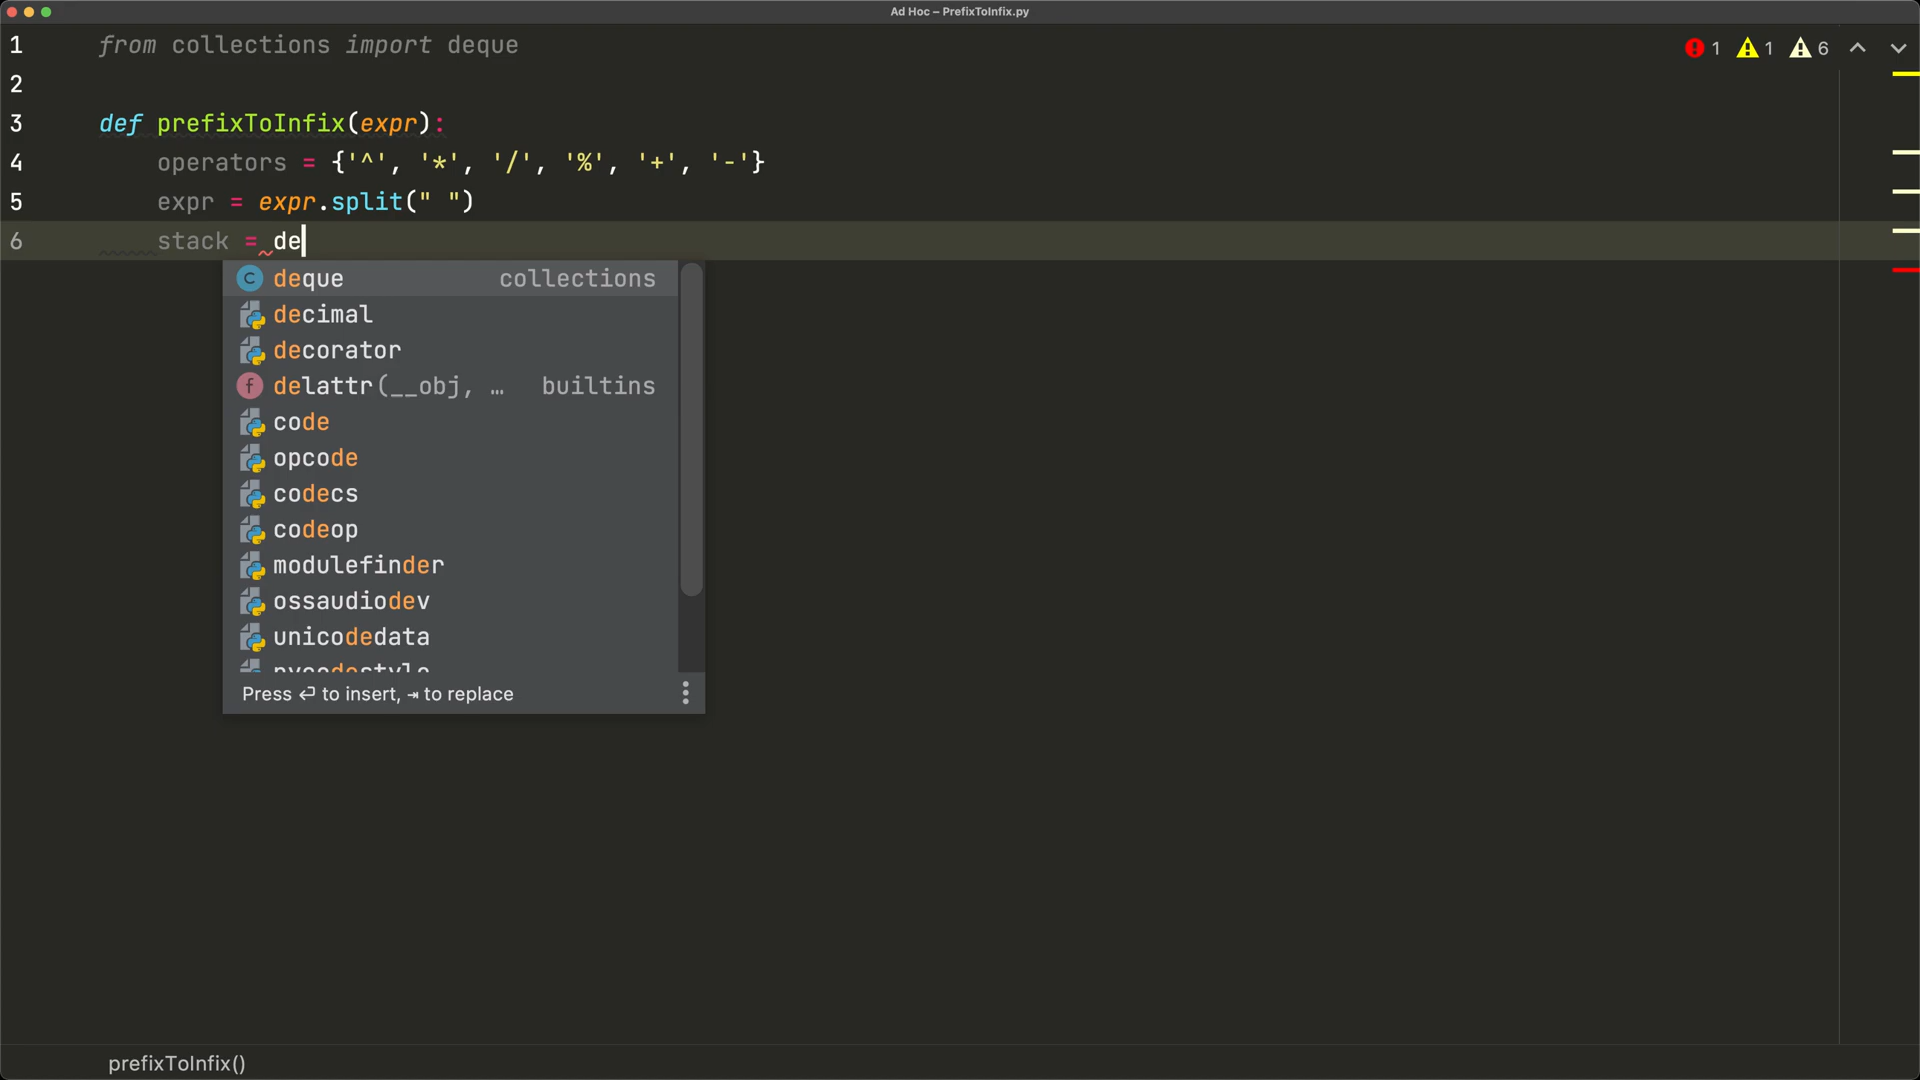 Ad Hoc – PrefixToInfix.py
1 from collections import deque
1 1 6
2
3 def prefixToInfix(expr):
4 operators = {'^', '*', '/', '%', '+', '-'}
5 expr = expr.split(" ")
6 stack = de
C deque collections
decimal
decorator
f delattr(__obj, … builtins
code
opcode
codecs
codeop
modulefinder
ossaudiodev
unicodedata
pycodestyle
Press ⏎ to insert, ⇥ to replace
prefixToInfix()